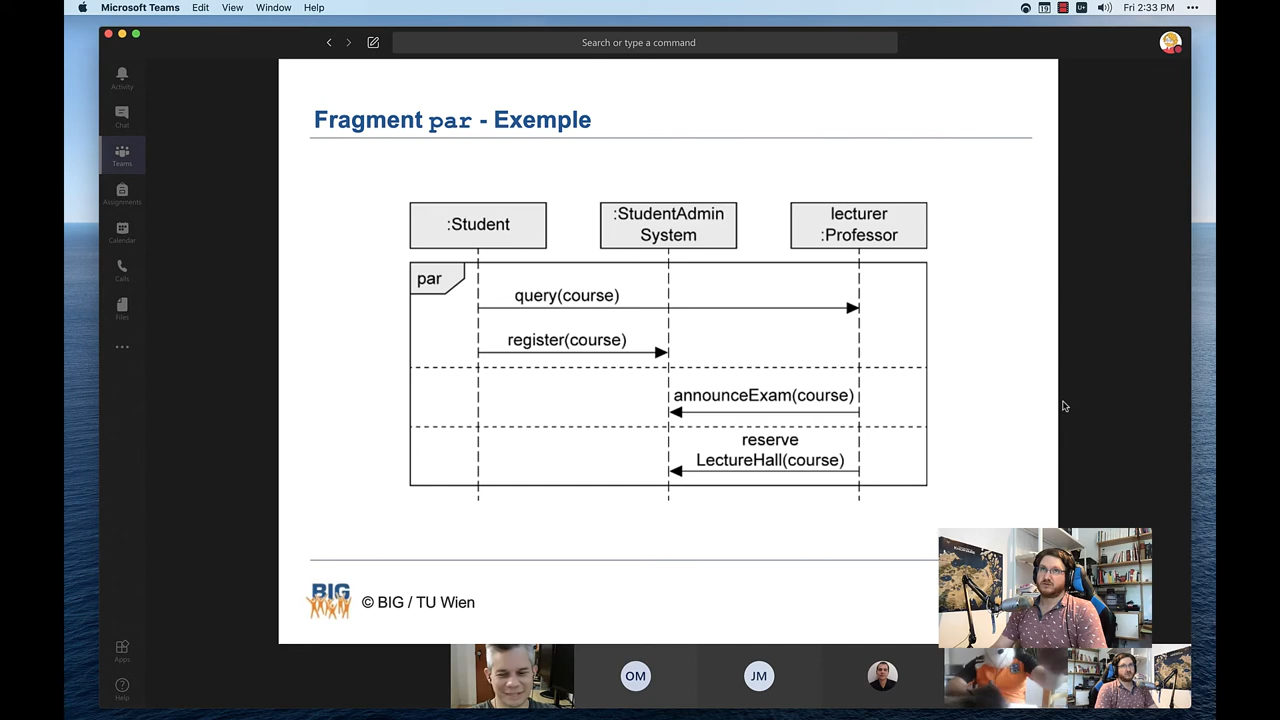 Microsoft Teams Edit View Window Help
19
U+
Fri 2:33 PM
Search or type a command
Activity
Chat
Teams
Assignments
Calendar
Calls
Files
Apps
Help
Fragment par - Exemple
:Student
:StudentAdmin
System
lecturer
:Professor
par
query(course)
register(course)
announceExam(course)
reserve
LectureHall(course)
BIG
© BIG / TU Wien
OM
JM